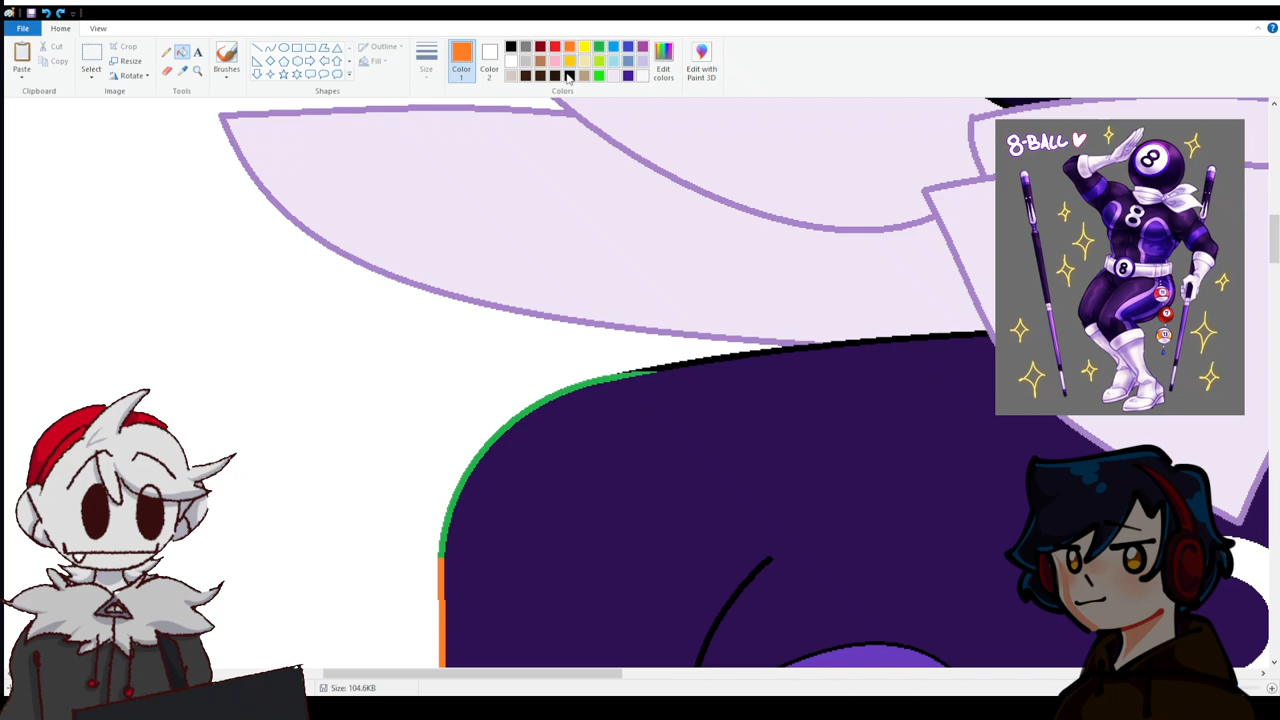 File Home View
Paste
Cut
Copy
Clipboard
Select
Crop
Resize
Rotate
Image
A
Tools
Brushes
Shapes
Outline
Fill
Size
Color 1
Color 2
Colors
Edit colors
Edit with Paint 3D
8-BALL
8
8
8
Size: 104.6KB